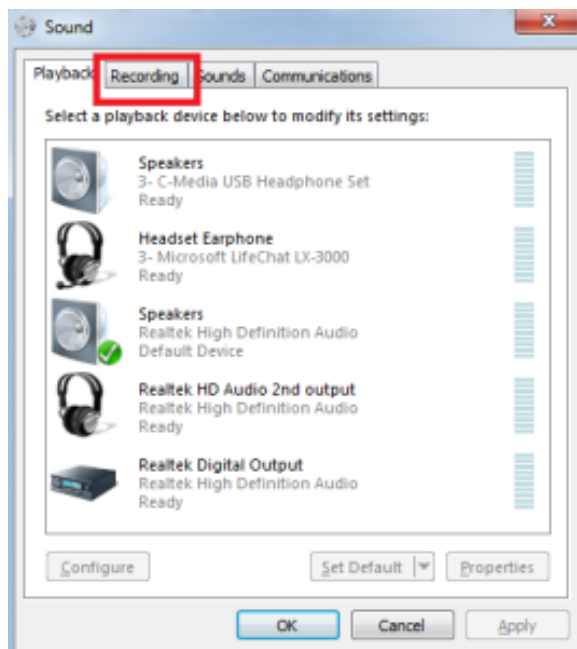 Sound
Playback Recording Sounds Communications
Select a playback device below to modify its settings:
Speakers
3- C-Media USB Headphone Set
Ready
Headset Earphone
3- Microsoft LifeChat LX-3000
Ready
Speakers
Realtek High Definition Audio
Default Device
Realtek HD Audio 2nd output
Realtek High Definition Audio
Ready
Realtek Digital Output
Realtek High Definition Audio
Ready
Configure Set Default Properties
OK Cancel Apply